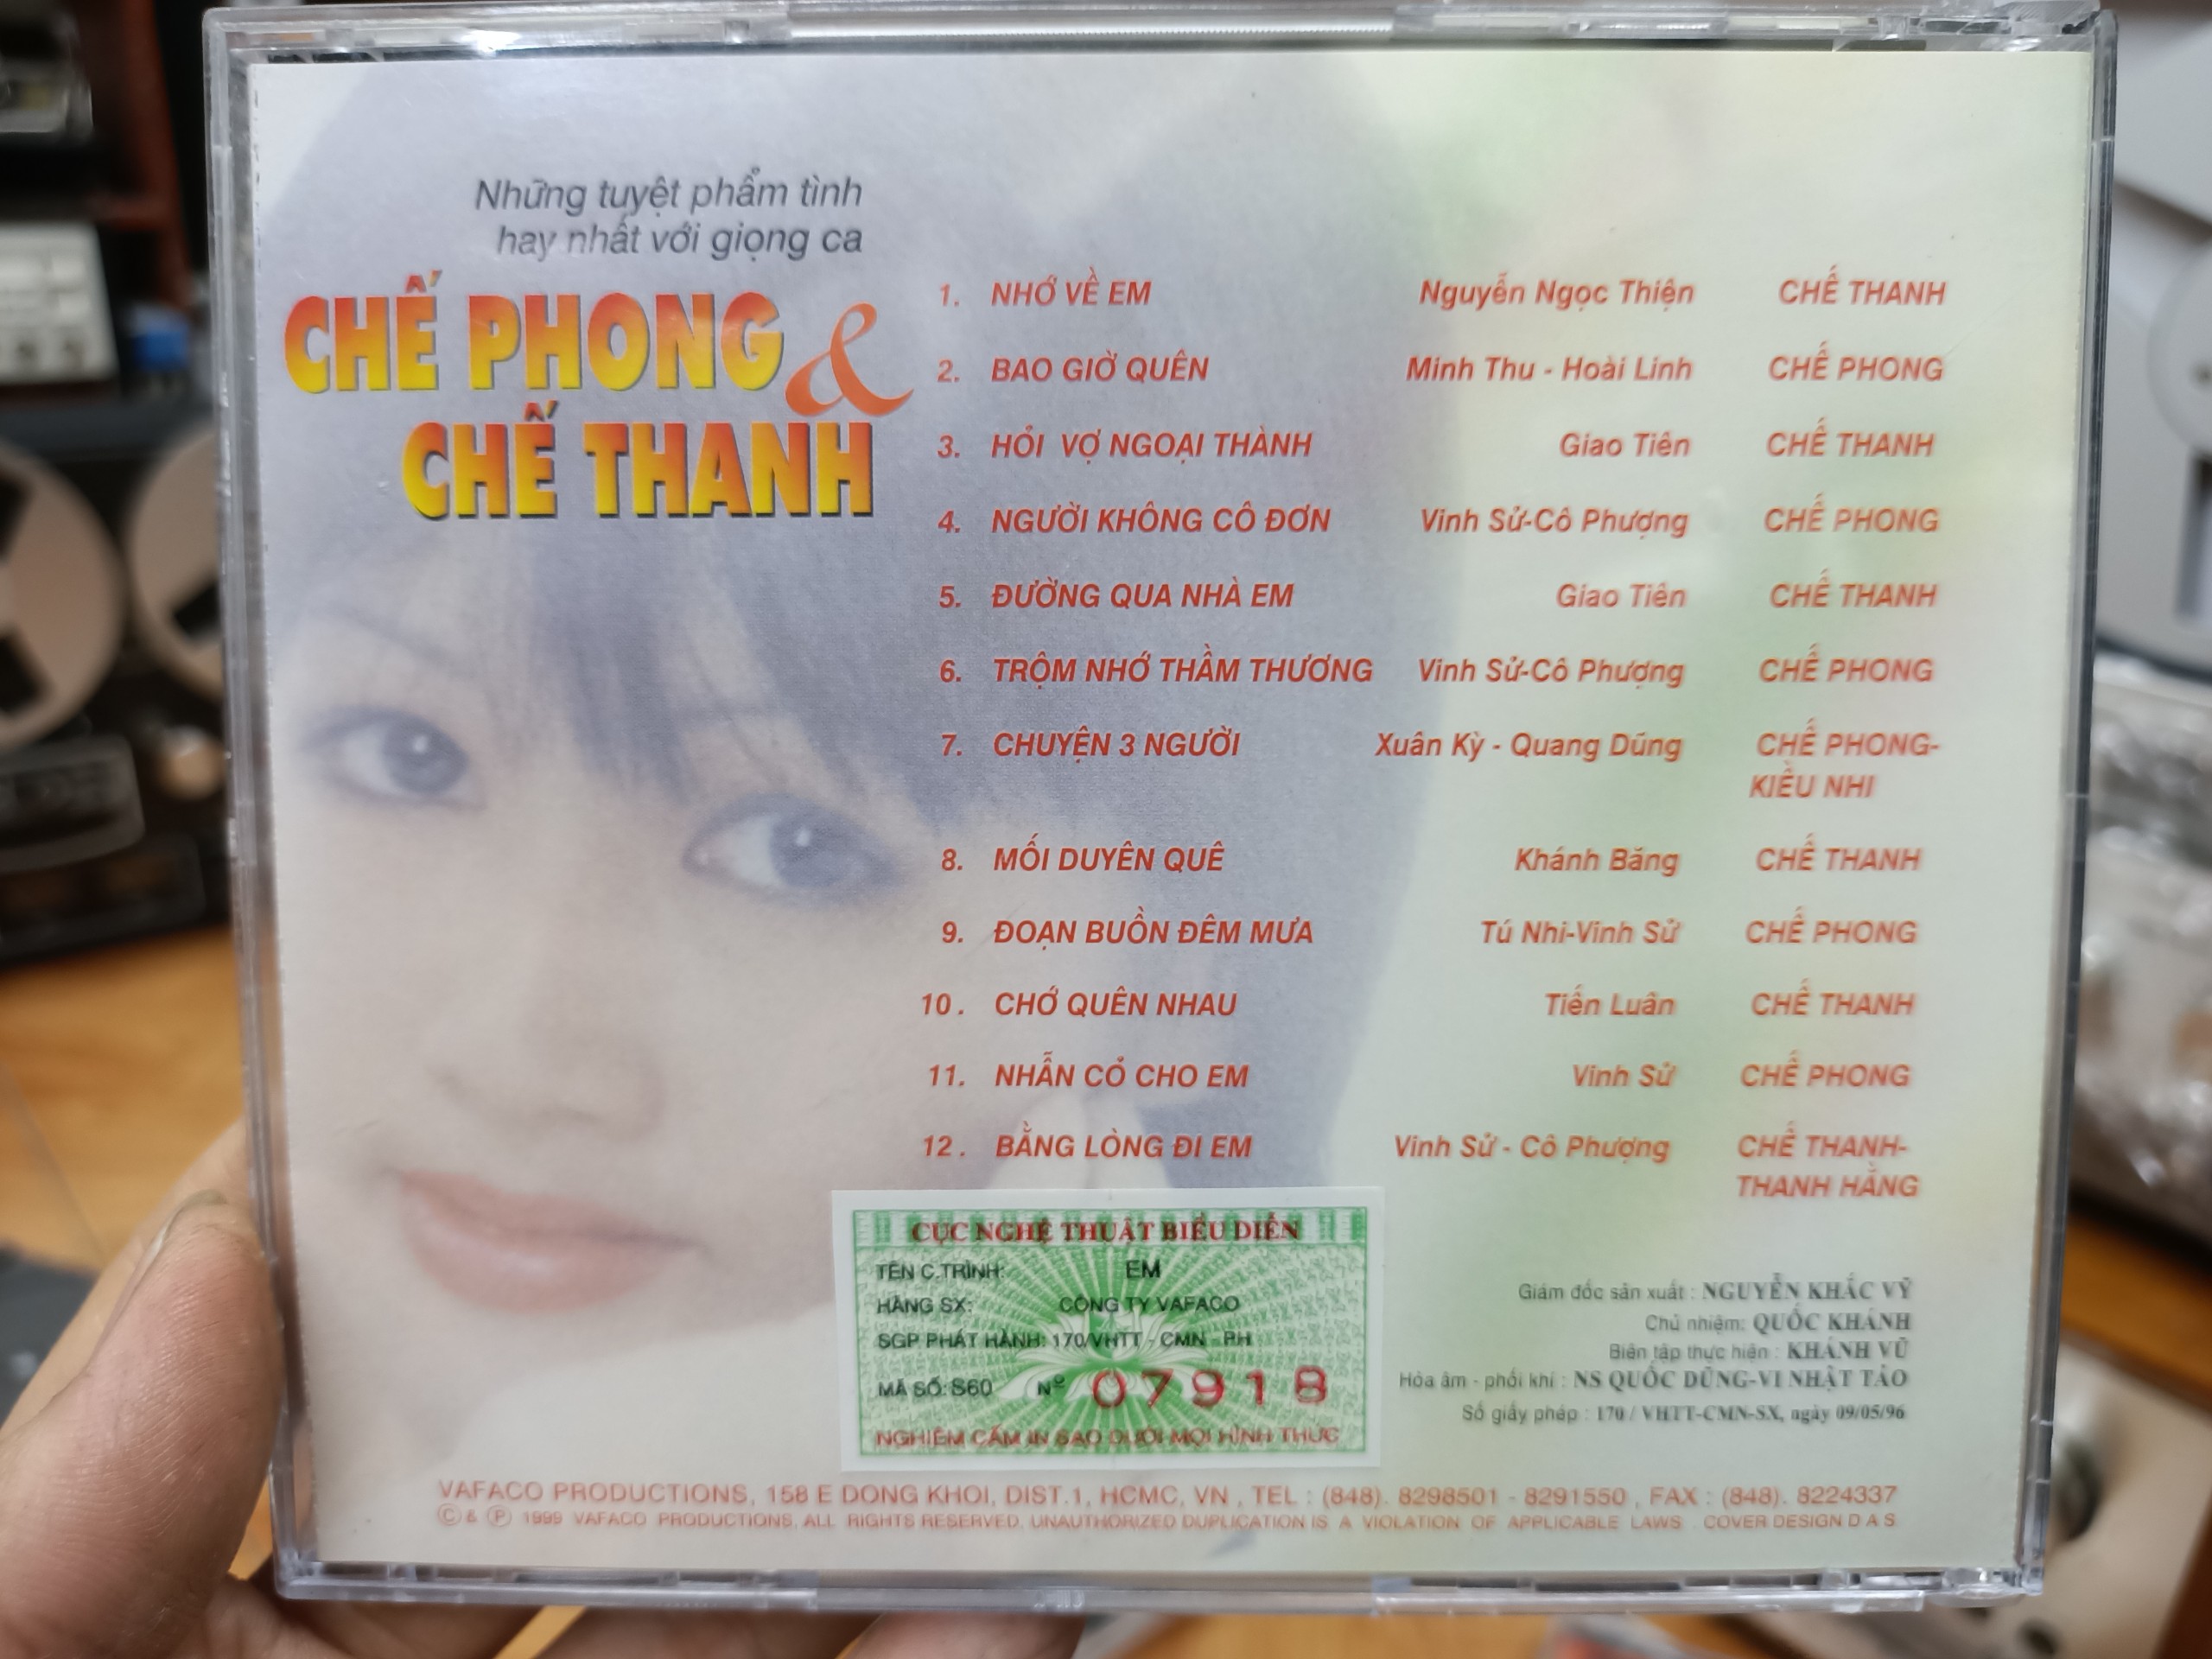 Những tuyệt phẩm tình
hay nhất với giọng ca
CHẾ PHONG &
CHẾ THANH
1. NHỚ VỀ EM Nguyễn Ngọc Thiện CHẾ THANH
2. BAO GIỜ QUÊN Minh Thu - Hoài Linh CHẾ PHONG
3. HỎI VỢ NGOẠI THÀNH Giao Tiên CHẾ THANH
4. NGƯỜI KHÔNG CÔ ĐƠN Vinh Sử-Cô Phượng CHẾ PHONG
5. ĐƯỜNG QUA NHÀ EM Giao Tiên CHẾ THANH
6. TRỘM NHỚ THẦM THƯƠNG Vinh Sử-Cô Phượng CHẾ PHONG
7. CHUYỆN 3 NGƯỜI Xuân Kỳ - Quang Dũng CHẾ PHONG-
KIỀU NHI
8. MỐI DUYÊN QUÊ Khánh Băng CHẾ THANH
9. ĐOẠN BUỒN ĐÊM MƯA Tú Nhi-Vinh Sử CHẾ PHONG
10. CHỚ QUÊN NHAU Tiến Luân CHẾ THANH
11. NHẪN CỎ CHO EM Vinh Sử CHẾ PHONG
12. BẰNG LÒNG ĐI EM Vinh Sử - Cô Phượng CHẾ THANH-
THANH HẰNG
CỤC NGHỆ THUẬT BIỂU DIỄN
TÊN C.TRÌNH: EM
HÃNG SX: CÔNG TY VAFACO
SGP PHÁT HÀNH: 170/VHTT - CMN - PH
MÃ SỐ: S60 Nº 07918
NGHIÊM CẤM IN SAO DƯỚI MỌI HÌNH THỨC
Giám đốc sản xuất : NGUYỄN KHẮC VỸ
Chủ nhiệm: QUỐC KHÁNH
Biên tập thực hiện : KHÁNH VŨ
Hòa âm - phối khí : NS QUỐC DŨNG-VI NHẬT TẢO
Số giấy phép : 170 / VHTT-CMN-SX, ngày 09/05/96
VAFACO PRODUCTIONS, 158 E DONG KHOI, DIST.1, HCMC, VN , TEL : (848). 8298501 - 8291550 , FAX : (848). 8224337
© & ℗ 1999 VAFACO PRODUCTIONS. ALL RIGHTS RESERVED. UNAUTHORIZED DUPLICATION IS A VIOLATION OF APPLICABLE LAWS . COVER DESIGN D A S